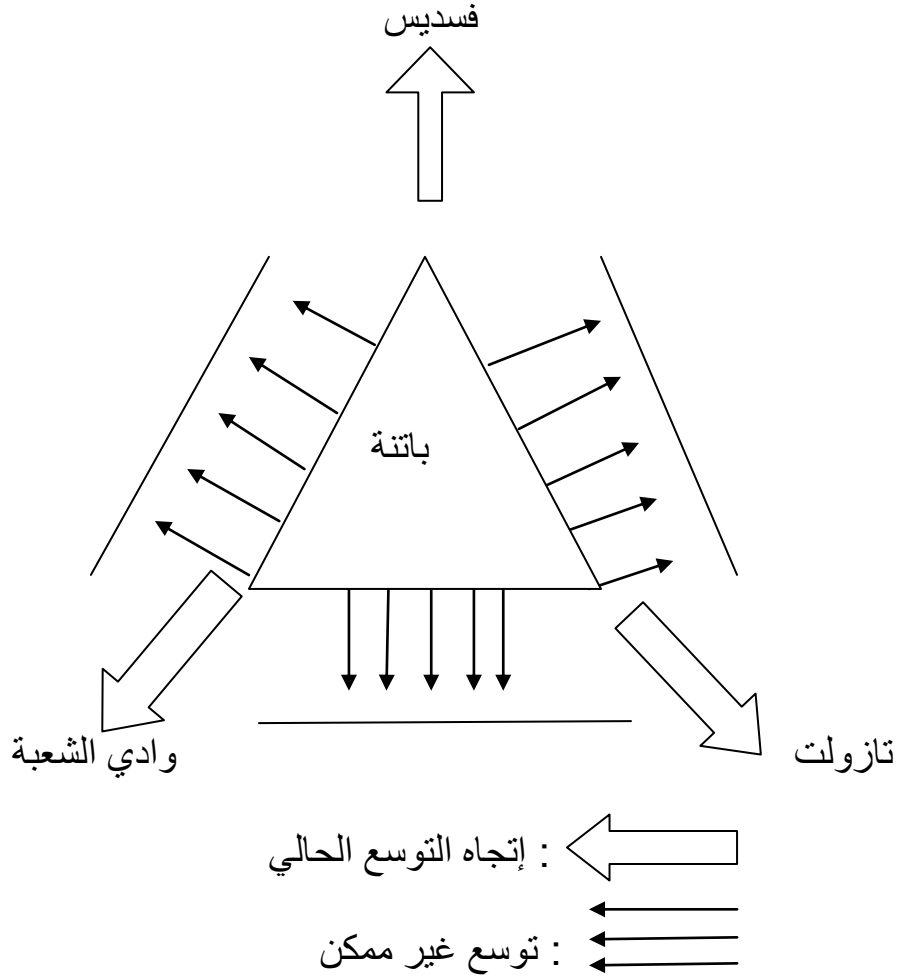 فسديس
باتنة
تازولت
وادي الشعبة
: إتجاه التوسع الحالي
: توسع غير ممكن